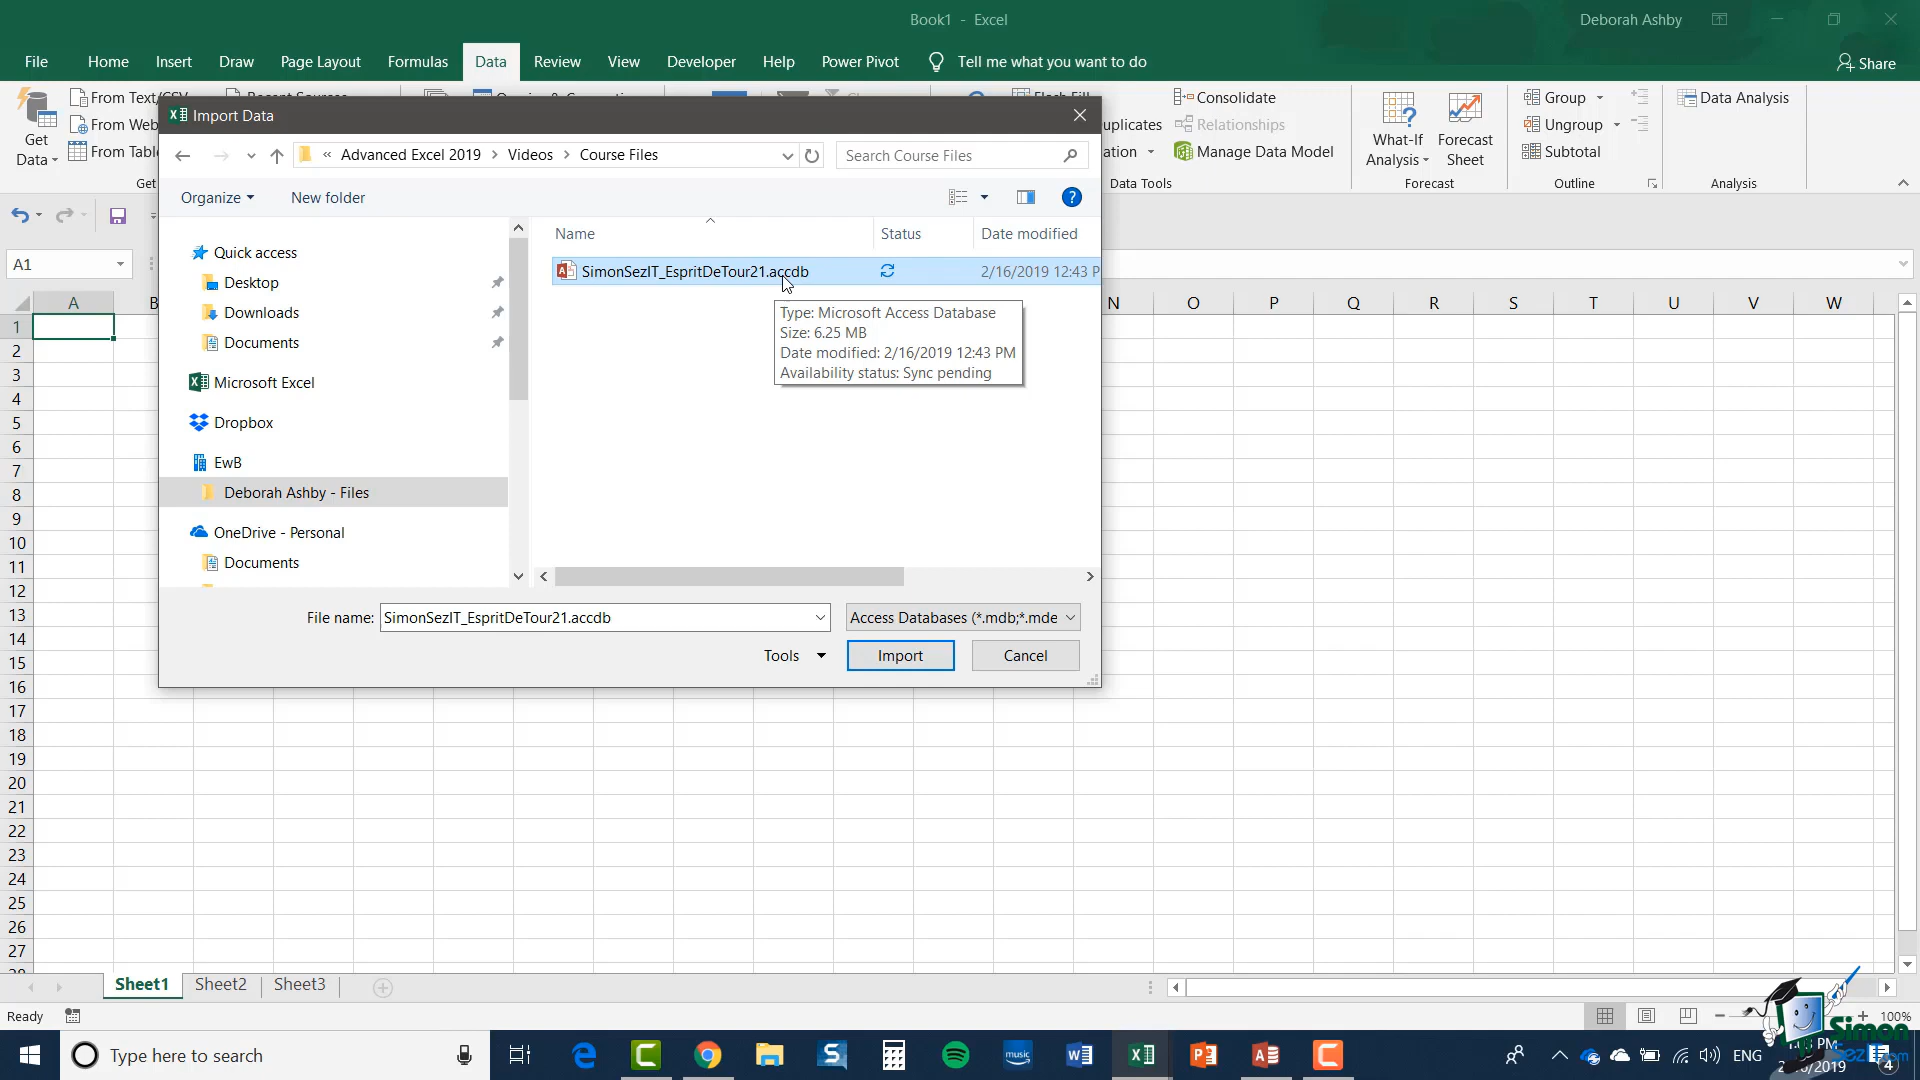 Book1 - Excel
Deborah Ashby
File Home Insert Draw Page Layout Formulas Data Review View Developer Help Power Pivot Tell me what you want to do
Share
Get Data
From Text/CSV
From Web
From Tabl
Get
Consolidate
uplicates Relationships
ation Manage Data Model
Data Tools
What-If Analysis
Forecast Sheet
Forecast
Group
Ungroup
Subtotal
Outline
Data Analysis
Analysis
Import Data
« Advanced Excel 2019 > Videos > Course Files
Search Course Files
Organize New folder
Quick access
Desktop
Downloads
Documents
Microsoft Excel
Dropbox
EwB
Deborah Ashby - Files
OneDrive - Personal
Documents
Name Status Date modified
SimonSezIT_EspritDeTour21.accdb 2/16/2019 12:43 P
Type: Microsoft Access Database
Size: 6.25 MB
Date modified: 2/16/2019 12:43 PM
Availability status: Sync pending
File name: SimonSezIT_EspritDeTour21.accdb Access Databases (*.mdb;*.mde
Tools Import Cancel
A1
A B N O P Q R S T U V W
1
2
3
4
5
6
7
8
9
10
11
12
13
14
15
16
17
18
19
20
21
22
23
24
25
26
27
Sheet1 Sheet2 Sheet3
Ready
100%
Type here to search
music
ENG
4
Simon